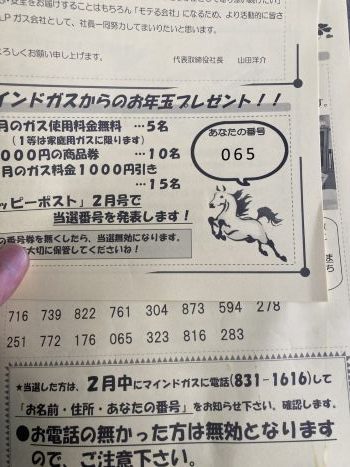 ・安全をお届けすることはもちろん「モテる会社」になるため、より活動的に皆さ
LPガス会社として、社員一同努力してまいりたいと思います。
ろしくお願い申し上げます。
代表取締役社長 山田洋介
インドガスからのお年玉プレゼント!!
月のガス使用料金無料 …5名
(1等は家庭用ガスに限ります)
000円の商品券 …10名
月のガス料金1000円引き
…15名
あなたの番号
065
ッピーポスト」2月号で
当選番号を発表します!
の番号券を無くしたら、当選無効になります。
大切に保管してくださいね!
716 739 822 761 304 873 594 278
251 772 176 065 323 816 283
★当選した方は、2月中にマインドガスに電話(831-1616)して
「お名前・住所・あなたの番号」をお知らせ下さい。確認します。
●お電話の無かった方は無効となります
ので、ご注意下さい。